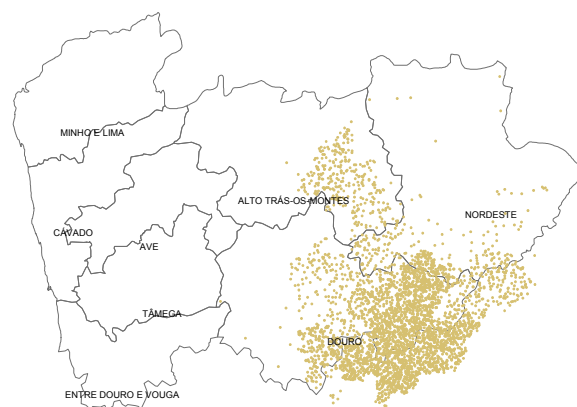 MINHO E LIMA
ALTO TRÁS-OS-MONTES
NORDESTE
CÁVADO
AVE
TÂMEGA
DOURO
ENTRE DOURO E VOUGA